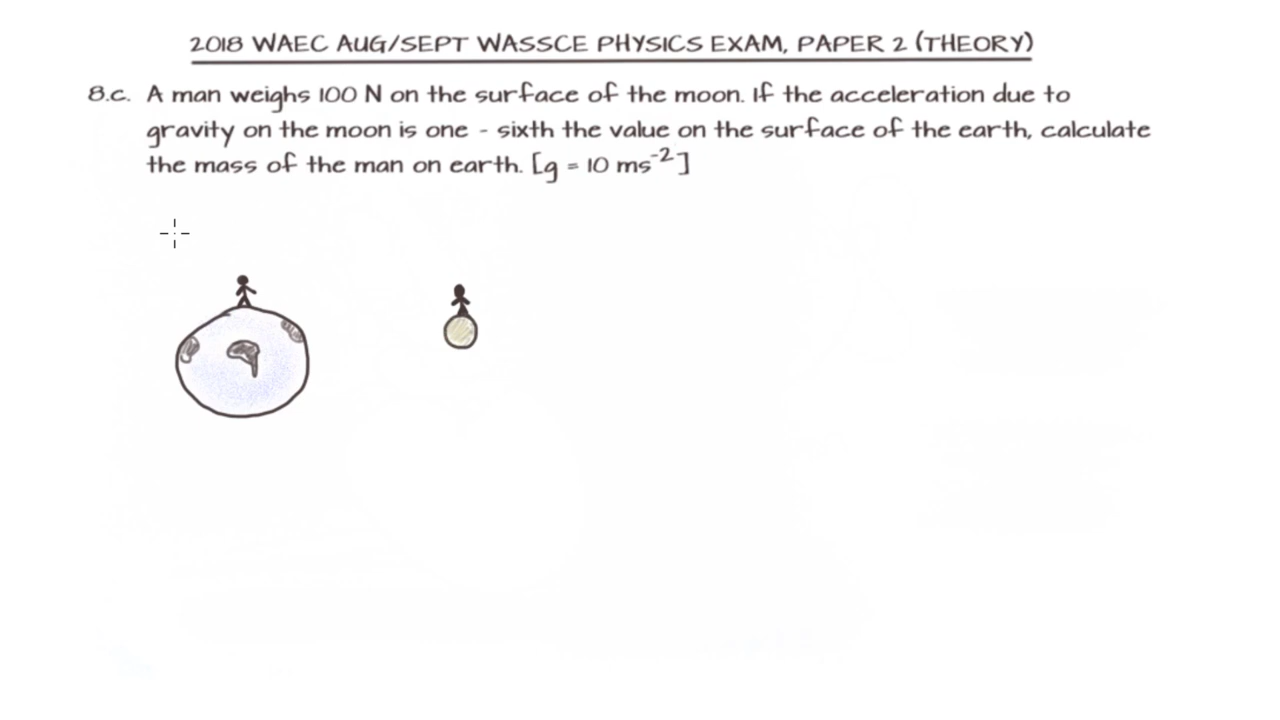 2018 WAEC AUG/SEPT WASSCE PHYSICS EXAM, PAPER 2 (THEORY)
8.c. A man weighs 100 N on the surface of the moon. If the acceleration due to
gravity on the moon is one - sixth the value on the surface of the earth, calculate
the mass of the man on earth. [g = 10 ms⁻²]